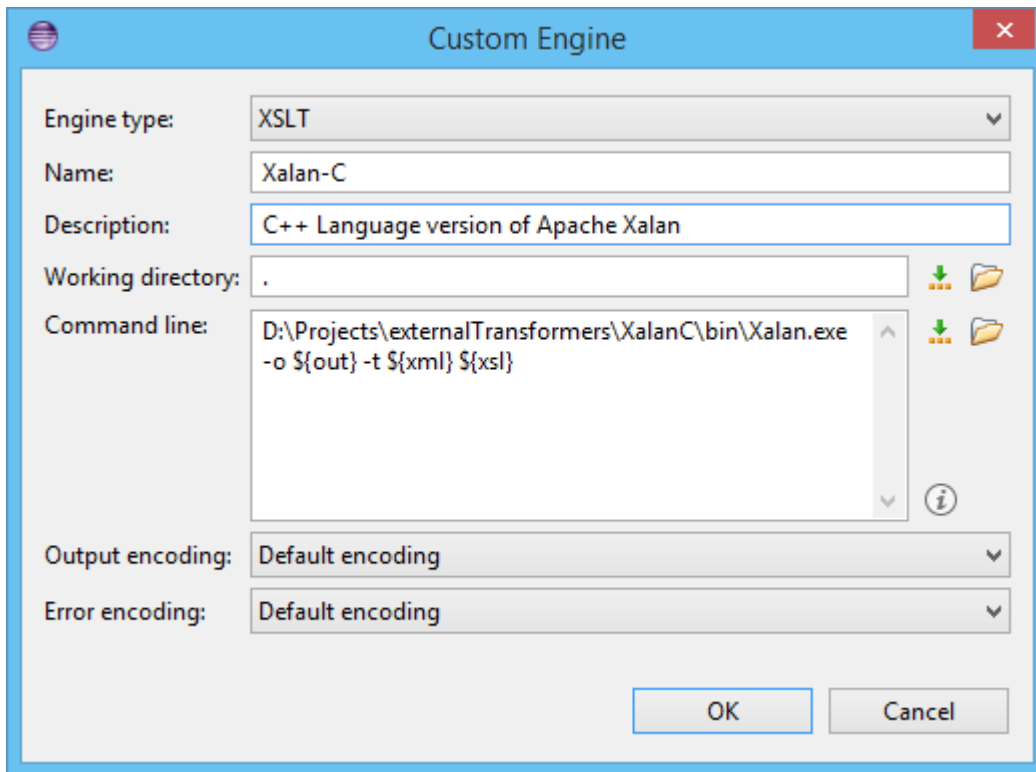 Custom Engine
Engine type: XSLT
Name: Xalan-C
Description: C++ Language version of Apache Xalan
Working directory: .
Command line: D:\Projects\externalTransformers\XalanC\bin\Xalan.exe
-o ${out} -t ${xml} ${xsl}
Output encoding: Default encoding
Error encoding: Default encoding
OK Cancel